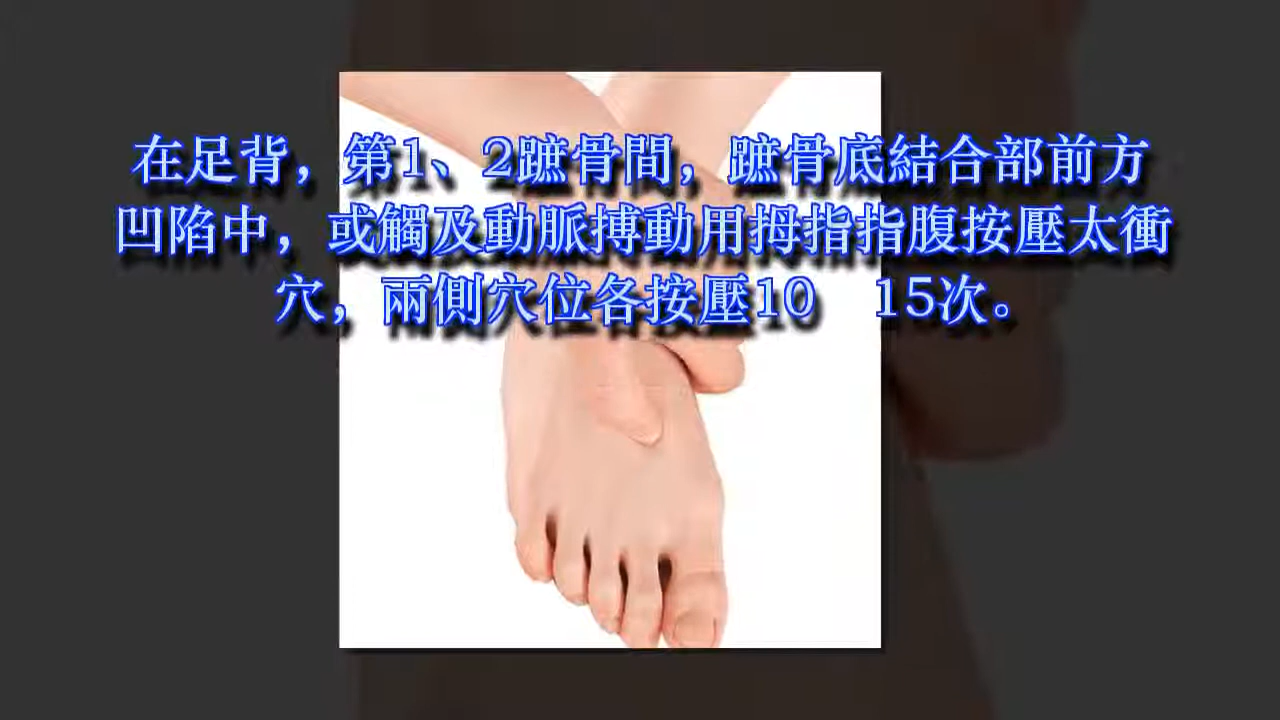 在足背，第1、2蹠骨間，蹠骨底結合部前方
凹陷中，或觸及動脈搏動用拇指指腹按壓太衝
穴，兩側穴位各按壓10　15次。